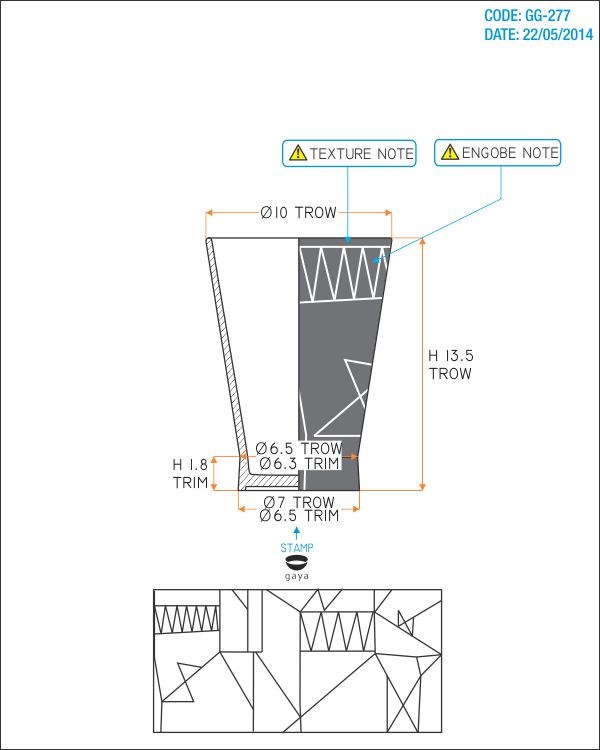 CODE: GG-277
DATE: 22/05/2014
TEXTURE NOTE
ENGOBE NOTE
Ø10 TROW
H 13.5
TROW
Ø6.5 TROW
Ø6.3 TRIM
H 1.8
TRIM
Ø7 TROW
Ø6.5 TRIM
STAMP
gaya